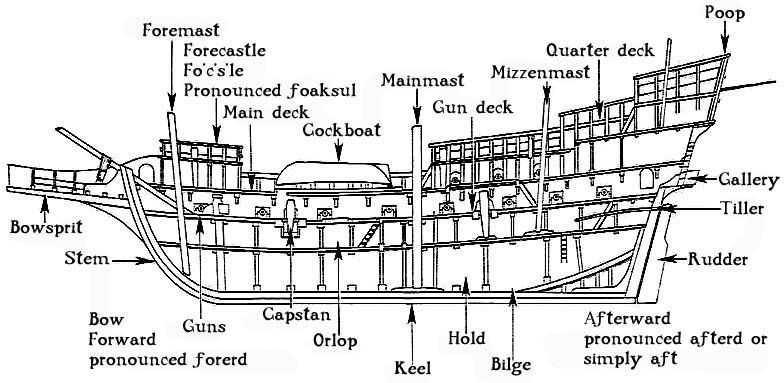 Poop
Foremast
Forecastle
Fo'c's'le
Pronounced foaksul
Main deck
Cockboat
Mainmast
Gun deck
Mizzenmast
Quarter deck
Gallery
Tiller
Bowsprit
Stem
Rudder
Guns
Capstan
Orlop
Keel
Hold
Bilge
Bow
Forward
pronounced forerd
Afterward
pronounced afterd or
simply aft